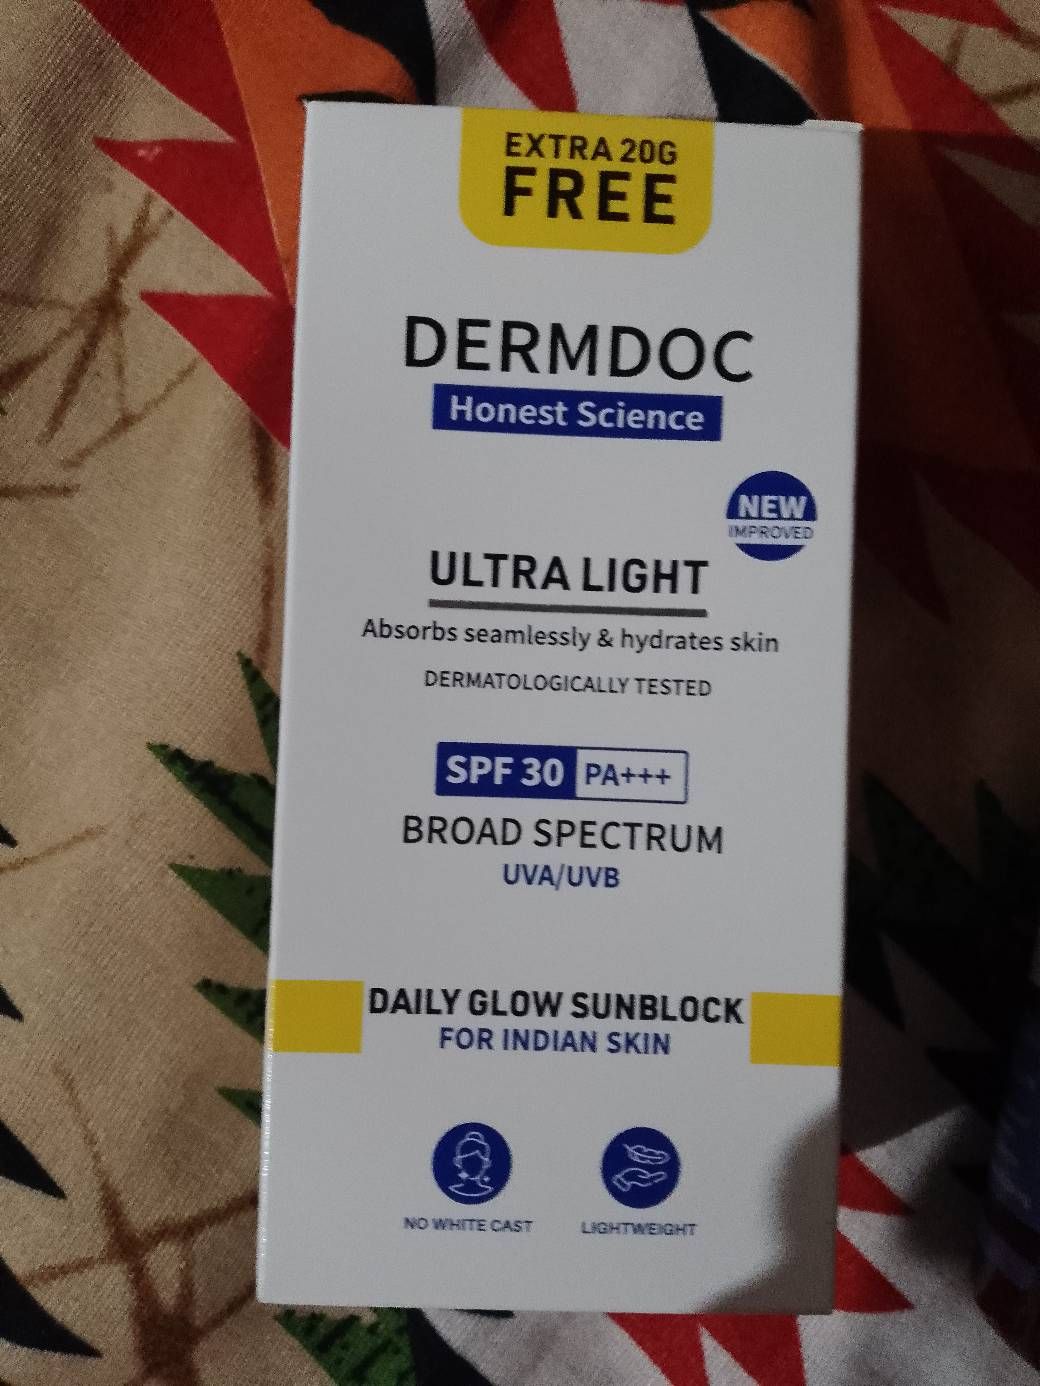 EXTRA 20G
FREE
DERMDOC
Honest Science
NEW
IMPROVED
ULTRA LIGHT
Absorbs seamlessly & hydrates skin
DERMATOLOGICALLY TESTED
SPF 30 PA+++
BROAD SPECTRUM
UVA/UVB
DAILY GLOW SUNBLOCK
FOR INDIAN SKIN
NO WHITE CAST LIGHTWEIGHT